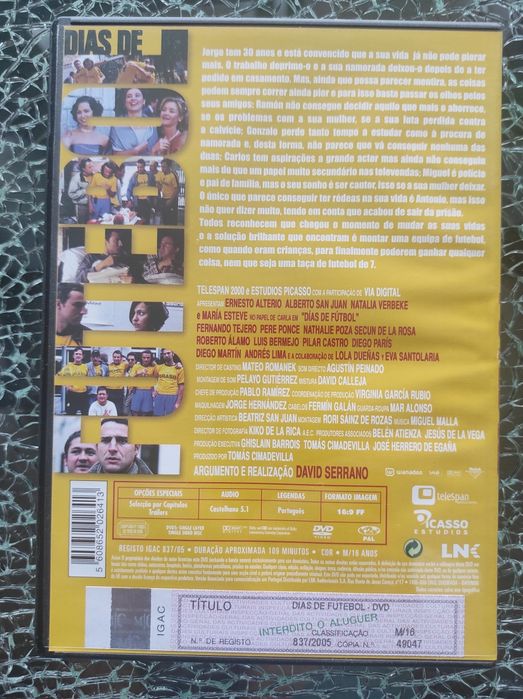 DIAS DE
FUTEBOL
Jorge tem 30 anos e está convencido que a sua vida já não pode piorar
mais. O trabalho deprime-o e a sua namorada deixou-o depois de a ter
pedido em casamento. Mas, ainda que possa parecer mentira, as coisas
podem sempre correr ainda pior e para isso basta passar os olhos pelos
seus amigos: Ramón não consegue decidir aquilo que mais o aborrece,
se os problemas com a sua mulher, se a sua luta perdida contra
a calvície; Gonzalo perde tanto tempo a estudar como à procura de
namorada e, desta forma, não parece que vá conseguir nenhuma das
duas; Carlos tem aspirações a grande actor mas ainda não conseguiu
mais do que um papel muito secundário nas televendas; Miguel é polícia
e pai de família, mas o seu sonho é ser cautor, isso se a sua mulher deixar.
O único que parece conseguir ter rédeas na sua vida é Antonio, mas isso
não quer dizer muito, tendo em conta que acabou de sair da prisão.
Todos reconhecem que chegou o momento de mudar as suas vidas
e a solução brilhante que encontram é montar uma equipa de futebol,
como quando eram crianças, para finalmente poderem ganhar qualquer
coisa, nem que seja uma taça de futebol de 7.
TELESPAN 2000 e ESTUDIOS PICASSO COM A PARTICIPAÇÃO DE VIA DIGITAL
APRESENTAM ERNESTO ALTERIO ALBERTO SAN JUAN NATALIA VERBEKE
e MARÍA ESTEVE NO PAPEL DE CARLA EM "DÍAS DE FÚTBOL"
FERNANDO TEJERO PERE PONCE NATHALIE POZA SECUN DE LA ROSA
ROBERTO ÁLAMO LUIS BERMEJO PILAR CASTRO DIEGO PARÍS
DIEGO MARTÍN ANDRÉS LIMA E A COLABORAÇÃO DE LOLA DUEÑAS Y EVA SANTOLARIA
DIRECTOR DE CASTING MATEO ROMANEK SOM DIRECTO AGUSTÍN PEINADO
MONTAGEM DE SOM PELAYO GUTIÉRREZ MISTURA DAVID CALLEJA
CHEFE DE PRODUÇÃO PABLO RAMÍREZ COORDENAÇÃO DE PRODUÇÃO VIRGINIA GARCÍA RUBIO
MAQUILHAGEM JORGE HERNÁNDEZ CABELOS FERMÍN GALÁN GUARDA ROUPA MAR ALONSO
DIRECÇÃO ARTÍSTICA BEATRIZ SAN JUAN MONTAGEM RORI SÁINZ DE ROZAS MÚSICA MIGUEL MALLA
DIRECTOR DE FOTOGRAFIA KIKO DE LA RICA A.E.C. PRODUTORES ASSOCIADOS BELÉN ATIENZA JESÚS DE LA VEGA
PRODUÇÃO EXECUTIVA GHISLAIN BARROIS TOMÁS CIMADEVILLA JOSÉ HERRERO DE EGAÑA
PRODUZIDO POR TOMÁS CIMADEVILLA
ARGUMENTO E REALIZAÇÃO DAVID SERRANO
wanadoo
OPÇÕES ESPECIAIS AUDIO LEGENDAS FORMATO IMAGEM
Selecção por Capítulos Castelhano 5.1 Português 16:9 FF
Trailers
DVD5: SINGLE LAYER
SINGLE SIDED DISC
DVD
VIDEO
PAL
teleSpan
PICASSO
ESTUDIOS
LNK
5 608652 026413
REGISTO IGAC 837/05 • DURAÇÃO APROXIMADA 109 MINUTOS • COR • M/16 ANOS
IGAC
TÍTULO DIAS DE FUTEBOL - DVD
INTERDITO O ALUGUER
CLASSIFICAÇÃO M/16
N.º DE REGISTO 837/2005 CÓPIA N.º 49047